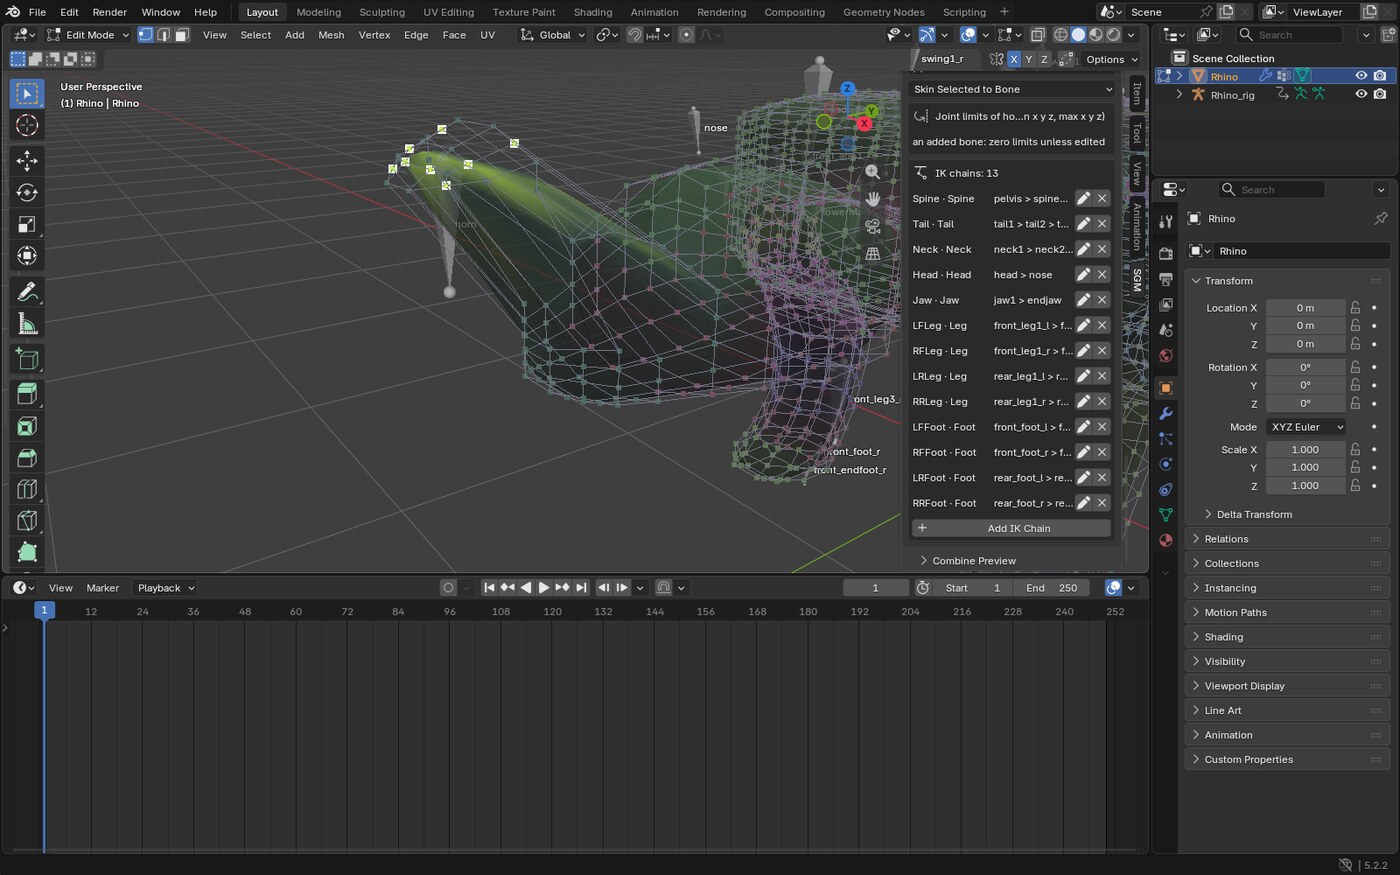 File Edit Render Window Help Layout Modeling Sculpting UV Editing Texture Paint Shading Animation Rendering Compositing Geometry Nodes Scripting + Scene ViewLayer
Edit Mode View Select Add Mesh Vertex Edge Face UV Global
swing1_r X Y Z Options
User Perspective
(1) Rhino | Rhino
nose
horn
Z
Y
X
front_foot_r
front_endfoot_r
Skin Selected to Bone
Joint limits of ho...n x y z, max x y z)
an added bone: zero limits unless edited
IK chains: 13
Spine · Spine pelvis > spine...
Tail · Tail tail1 > tail2 > t...
Neck · Neck neck1 > neck2...
Head · Head head > nose
Jaw · Jaw jaw1 > endjaw
LFLeg · Leg front_leg1_l > f...
RFLeg · Leg front_leg1_r > f...
LRLeg · Leg rear_leg1_l > r...
RRLeg · Leg rear_leg1_r > r...
LFFoot · Foot front_foot_l > f...
RFFoot · Foot front_foot_r > f...
LRFoot · Foot rear_foot_l > re...
RRFoot · Foot rear_foot_r > re...
+ Add IK Chain
Combine Preview
Item
Tool
View
Animation
SGM
Search
Scene Collection
Rhino
Rhino_rig
Search
Rhino
Rhino
Transform
Location X 0 m
Y 0 m
Z 0 m
Rotation X 0°
Y 0°
Z 0°
Mode XYZ Euler
Scale X 1.000
Y 1.000
Z 1.000
Delta Transform
Relations
Collections
Instancing
Motion Paths
Shading
Visibility
Viewport Display
Line Art
Animation
Custom Properties
View Marker Playback 1 Start 1 End 250
1 12 24 36 48 60 72 84 96 108 120 132 144 156 168 180 192 204 216 228 240 252
5.2.2